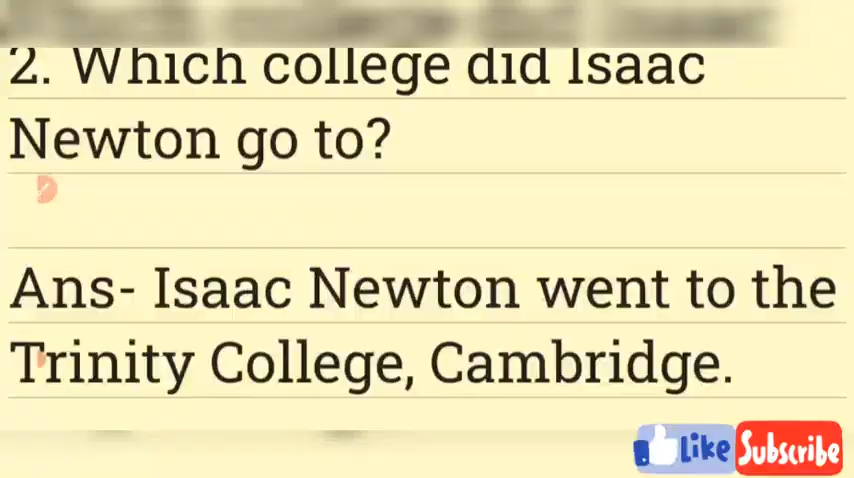 2. Which college did Isaac
Newton go to?
Ans- Isaac Newton went to the
Trinity College, Cambridge.
Like Subscribe